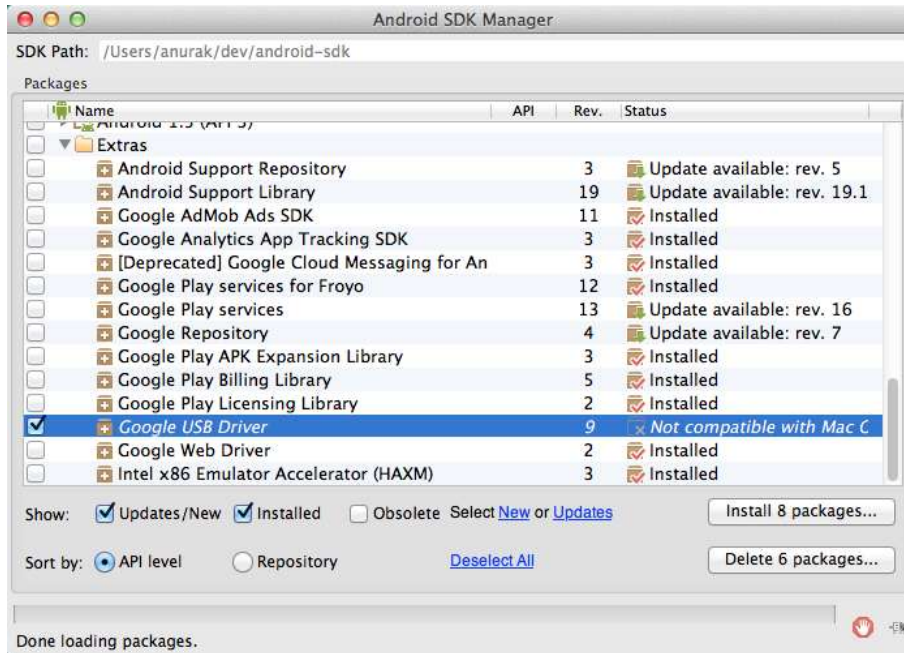 Android SDK Manager
SDK Path: /Users/anurak/dev/android-sdk
Packages
Name API Rev. Status
Android 1.5 (API 3)
Extras
Android Support Repository 3 Update available: rev. 5
Android Support Library 19 Update available: rev. 19.1
Google AdMob Ads SDK 11 Installed
Google Analytics App Tracking SDK 3 Installed
[Deprecated] Google Cloud Messaging for An 3 Installed
Google Play services for Froyo 12 Installed
Google Play services 13 Update available: rev. 16
Google Repository 4 Update available: rev. 7
Google Play APK Expansion Library 3 Installed
Google Play Billing Library 5 Installed
Google Play Licensing Library 2 Installed
Google USB Driver 9 Not compatible with Mac O
Google Web Driver 2 Installed
Intel x86 Emulator Accelerator (HAXM) 3 Installed
Show: Updates/New Installed Obsolete Select New or Updates Install 8 packages...
Sort by: API level Repository Deselect All Delete 6 packages...
Done loading packages.